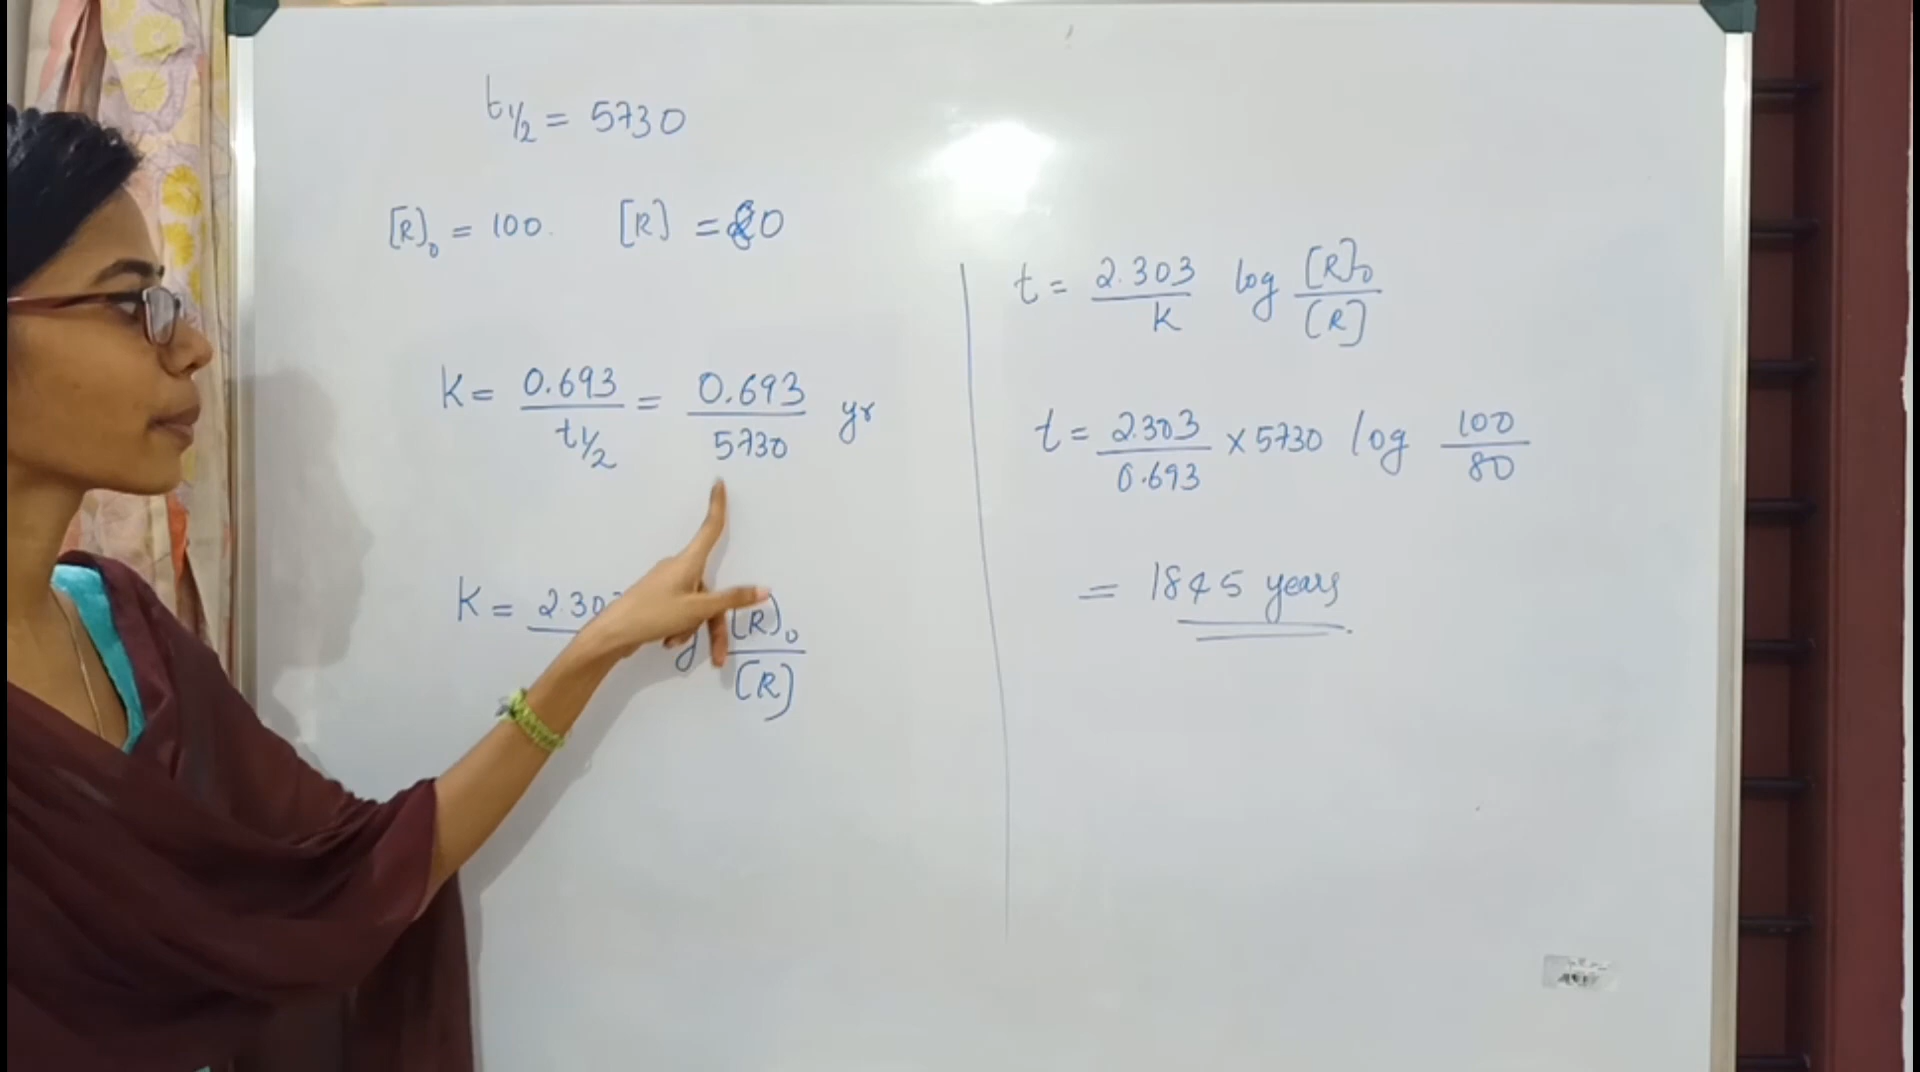 t½ = 5730
[R]₀ = 100. [R] = 80
K = 0.693/t½ = 0.693/5730 yr
K = 2.303 [R]₀/[R]
t = 2.303/K log [R]₀/[R]
t = 2.303/0.693 × 5730 log 100/80
= 1845 years